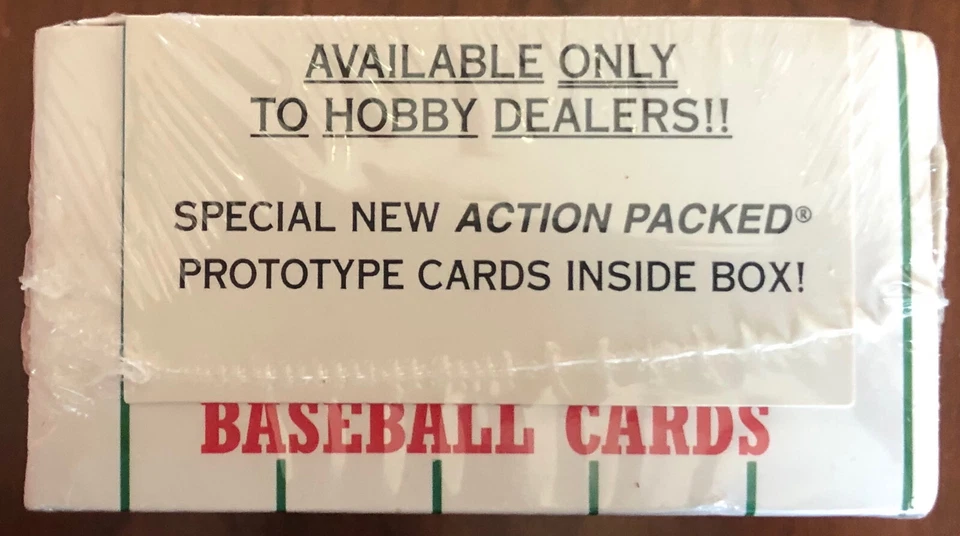 AVAILABLE ONLY
TO HOBBY DEALERS!!
SPECIAL NEW ACTION PACKED®
PROTOTYPE CARDS INSIDE BOX!
BASEBALL CARDS